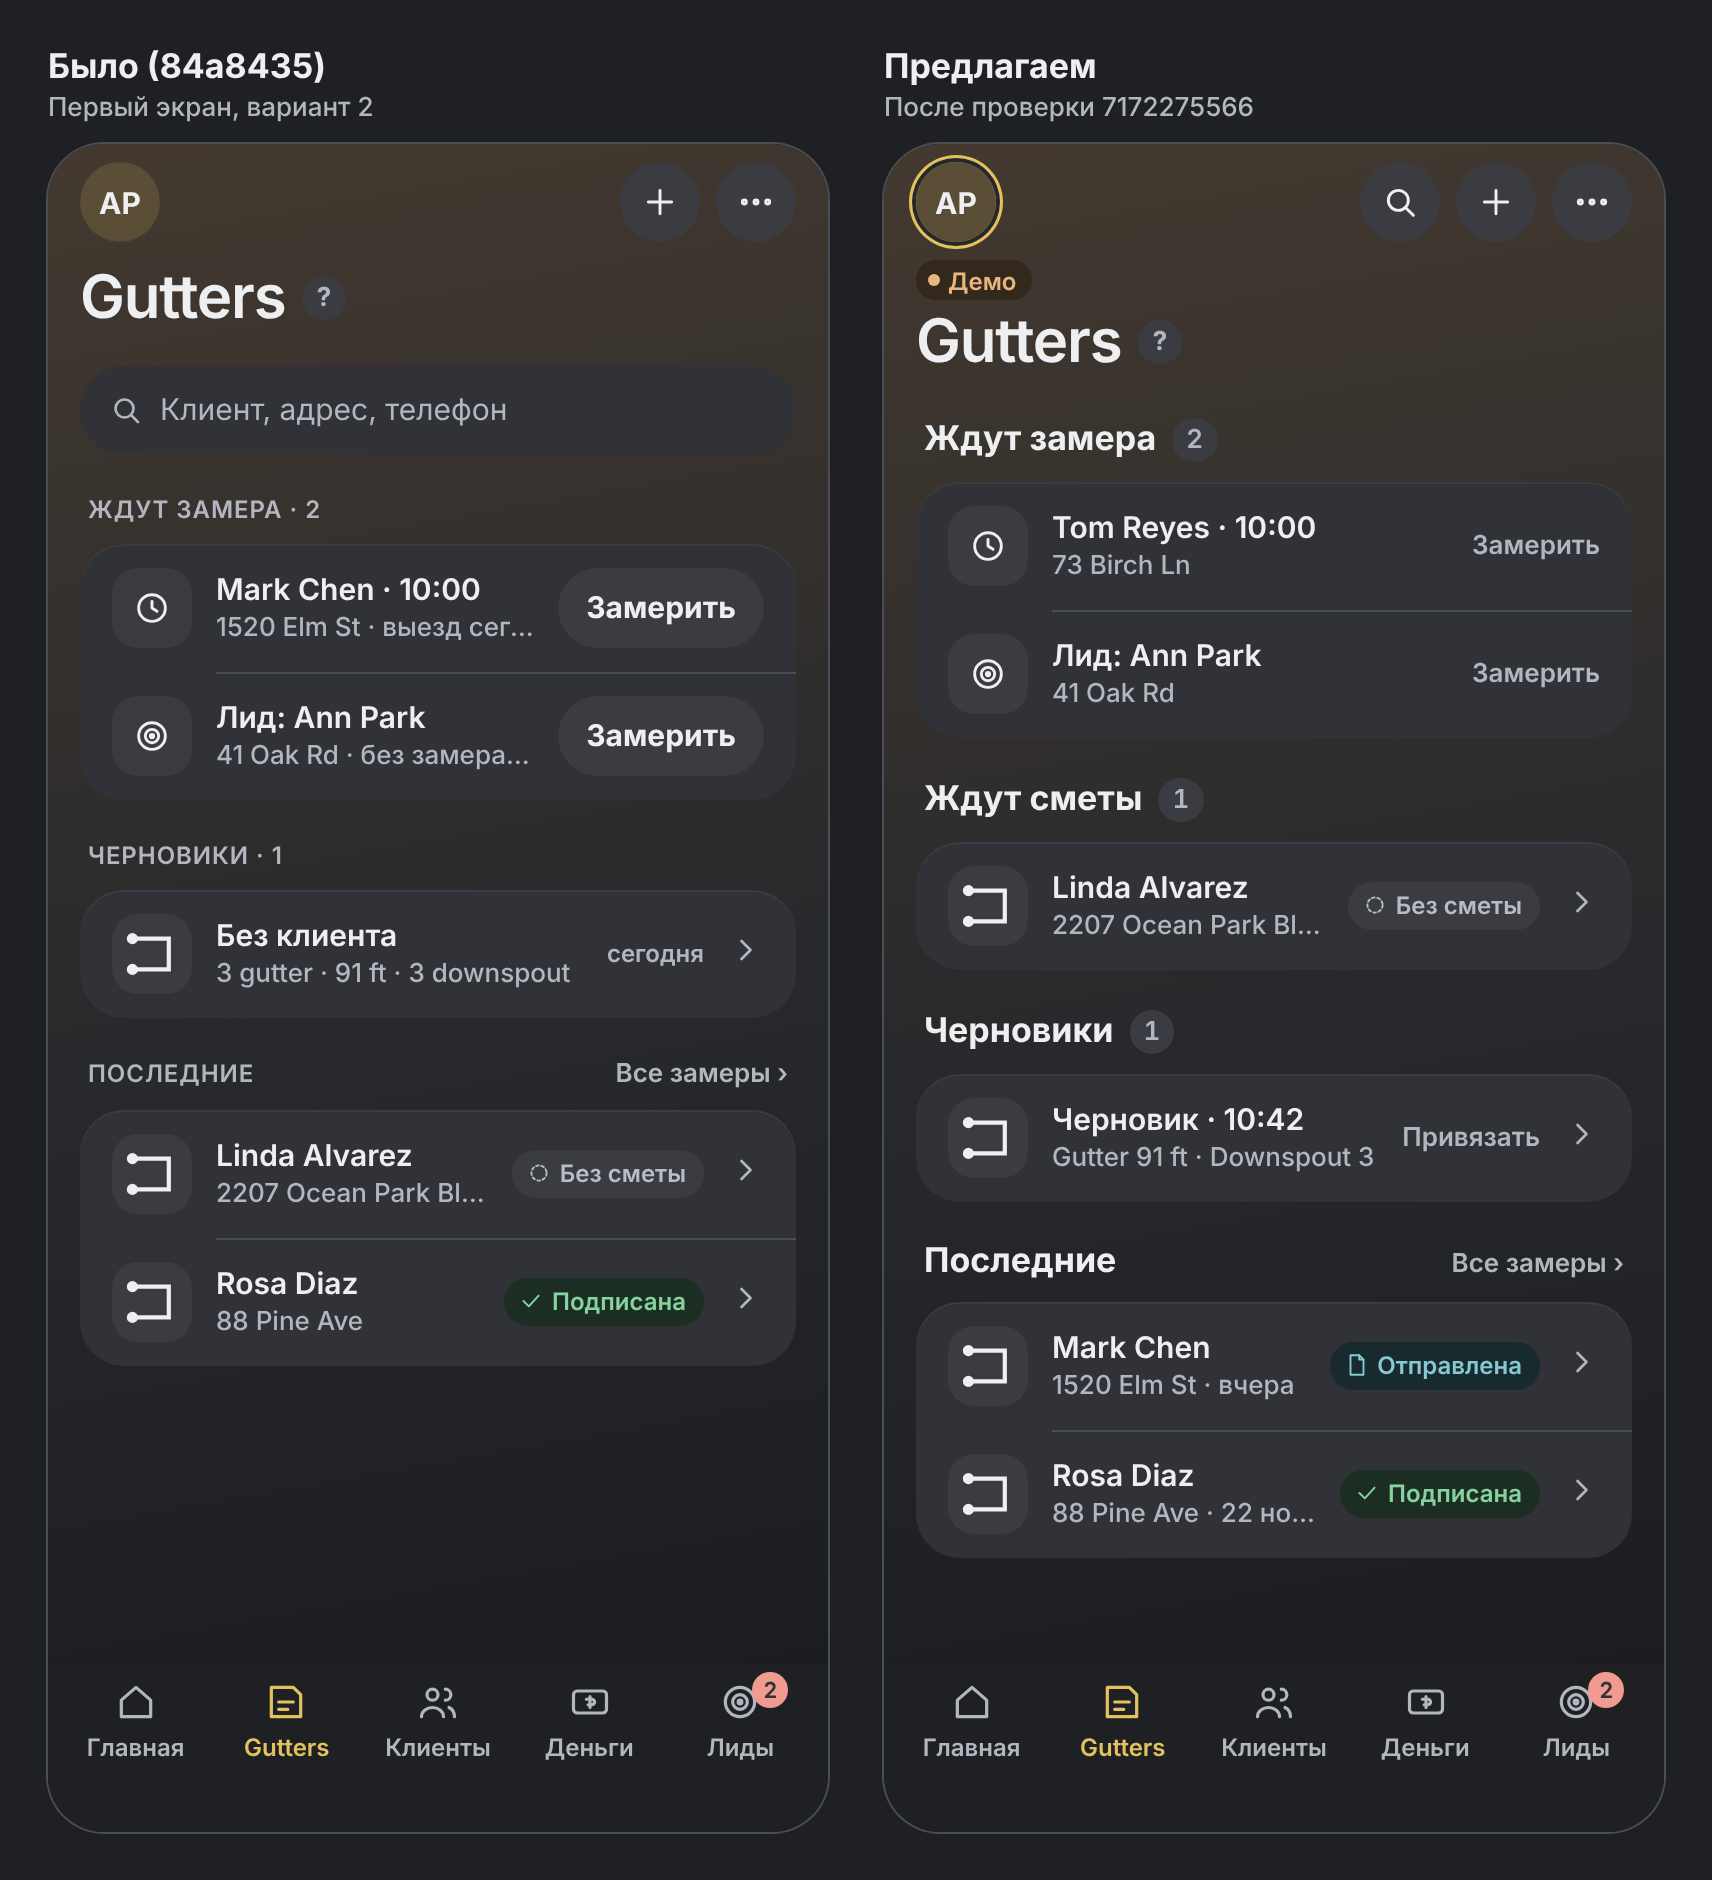 Было (84a8435)
Первый экран, вариант 2
AP
Gutters ?
Клиент, адрес, телефон
ЖДУТ ЗАМЕРА · 2
Mark Chen · 10:00
1520 Elm St · выезд сег...
Замерить
Лид: Ann Park
41 Oak Rd · без замера...
Замерить
ЧЕРНОВИКИ · 1
Без клиента
3 gutter · 91 ft · 3 downspout
сегодня
ПОСЛЕДНИЕ
Все замеры ›
Linda Alvarez
2207 Ocean Park Bl...
Без сметы
Rosa Diaz
88 Pine Ave
Подписана
Главная
Gutters
Клиенты
Деньги
2
Лиды
Предлагаем
После проверки 7172275566
AP
Демо
Gutters ?
Ждут замера 2
Tom Reyes · 10:00
73 Birch Ln
Замерить
Лид: Ann Park
41 Oak Rd
Замерить
Ждут сметы 1
Linda Alvarez
2207 Ocean Park Bl...
Без сметы
Черновики 1
Черновик · 10:42
Gutter 91 ft · Downspout 3
Привязать
Последние
Все замеры ›
Mark Chen
1520 Elm St · вчера
Отправлена
Rosa Diaz
88 Pine Ave · 22 но...
Подписана
Главная
Gutters
Клиенты
Деньги
2
Лиды